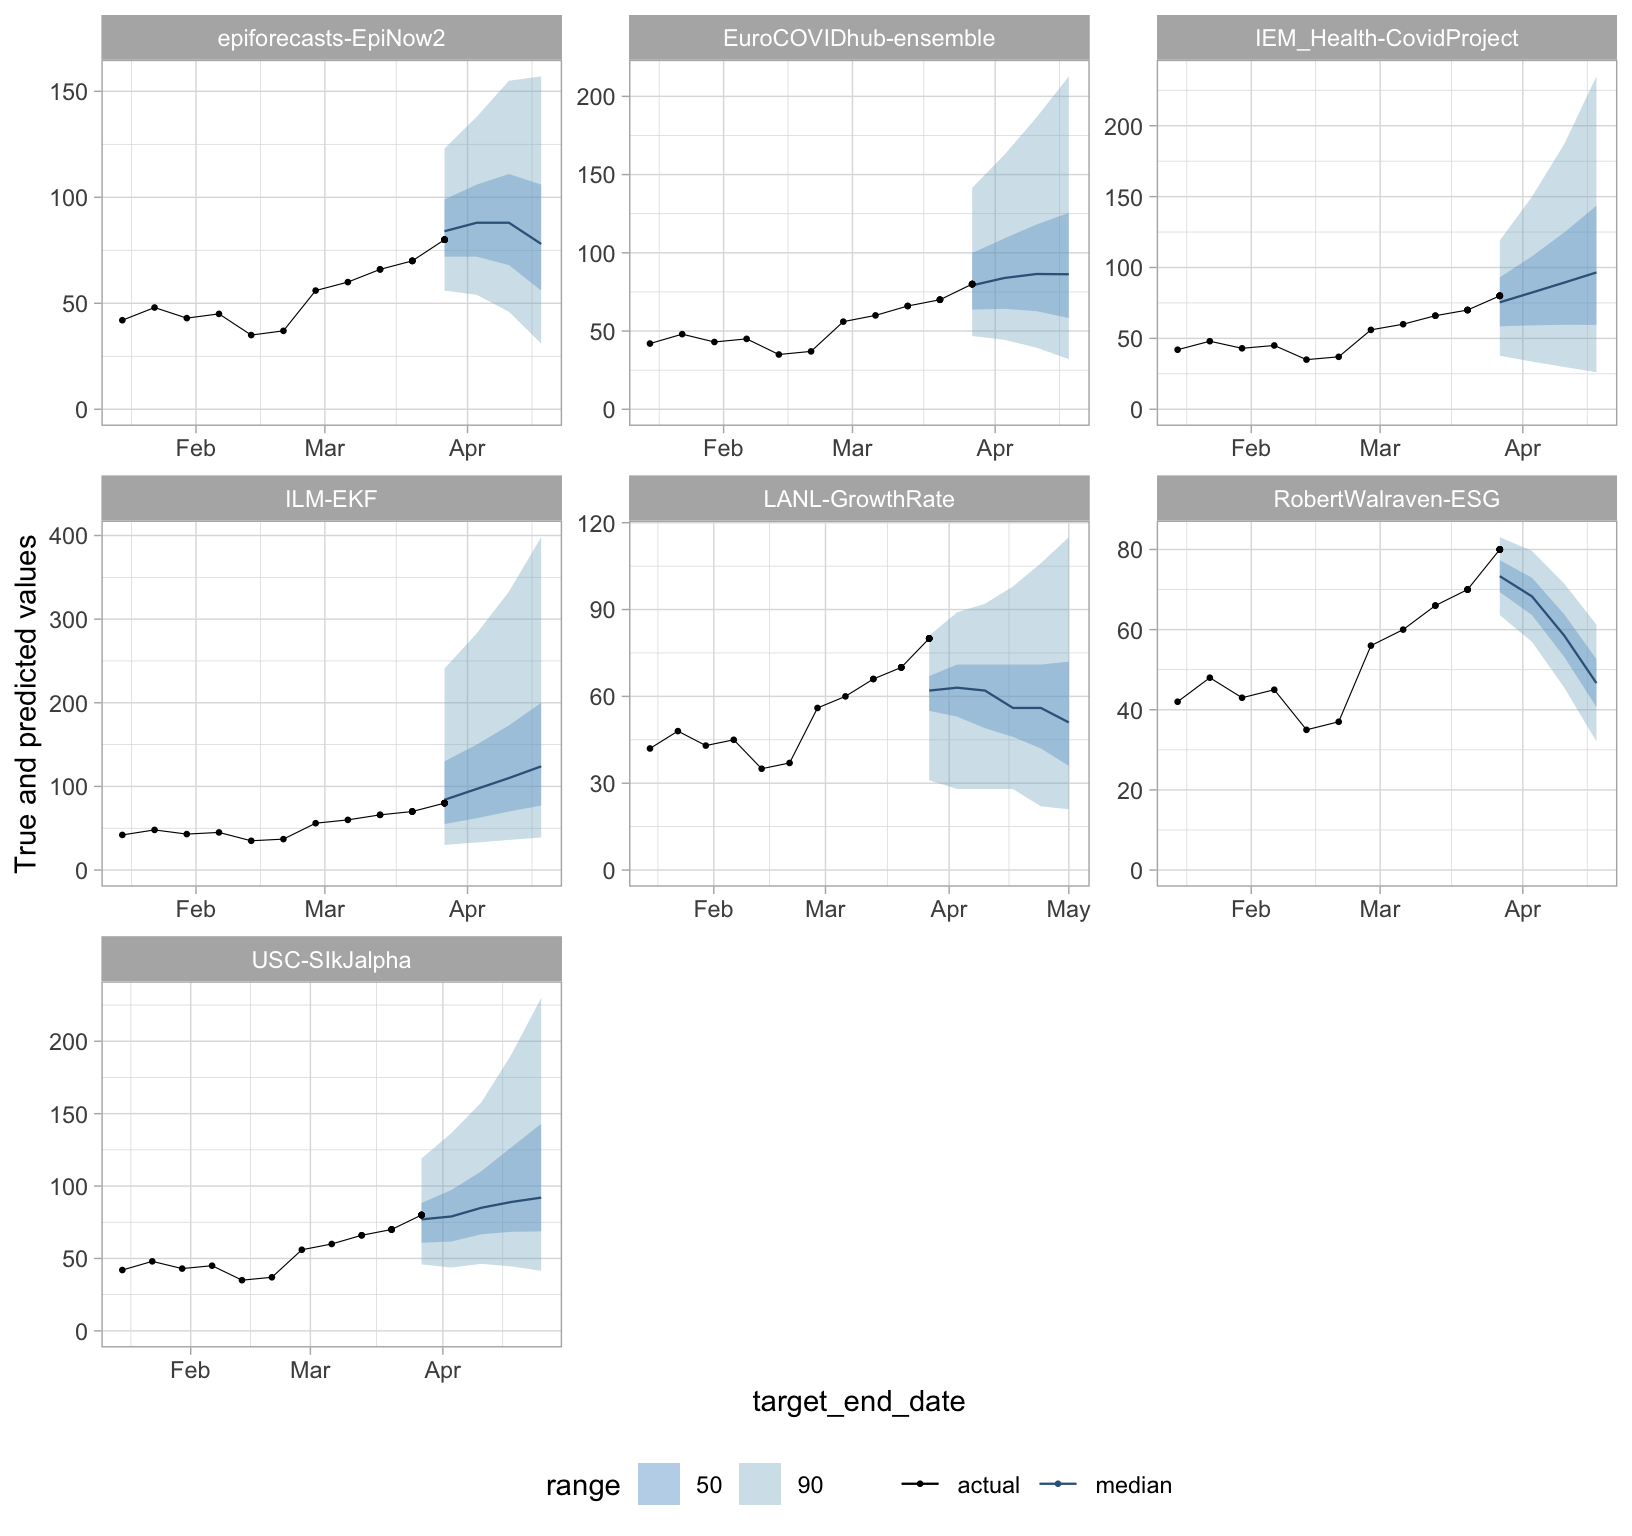 epiforecasts-EpiNow2 EuroCOVIDhub-ensemble IEM_Health-CovidProject
150
100
50
0
Feb Mar Apr
200
150
100
50
0
Feb Mar Apr
200
150
100
50
0
Feb Mar Apr
True and predicted values
ILM-EKF LANL-GrowthRate RobertWalraven-ESG
400
300
200
100
0
Feb Mar Apr
120
90
60
30
0
Feb Mar Apr May
80
60
40
20
0
Feb Mar Apr
USC-SIkJalpha
200
150
100
50
0
Feb Mar Apr
target_end_date
range 50 90 actual median